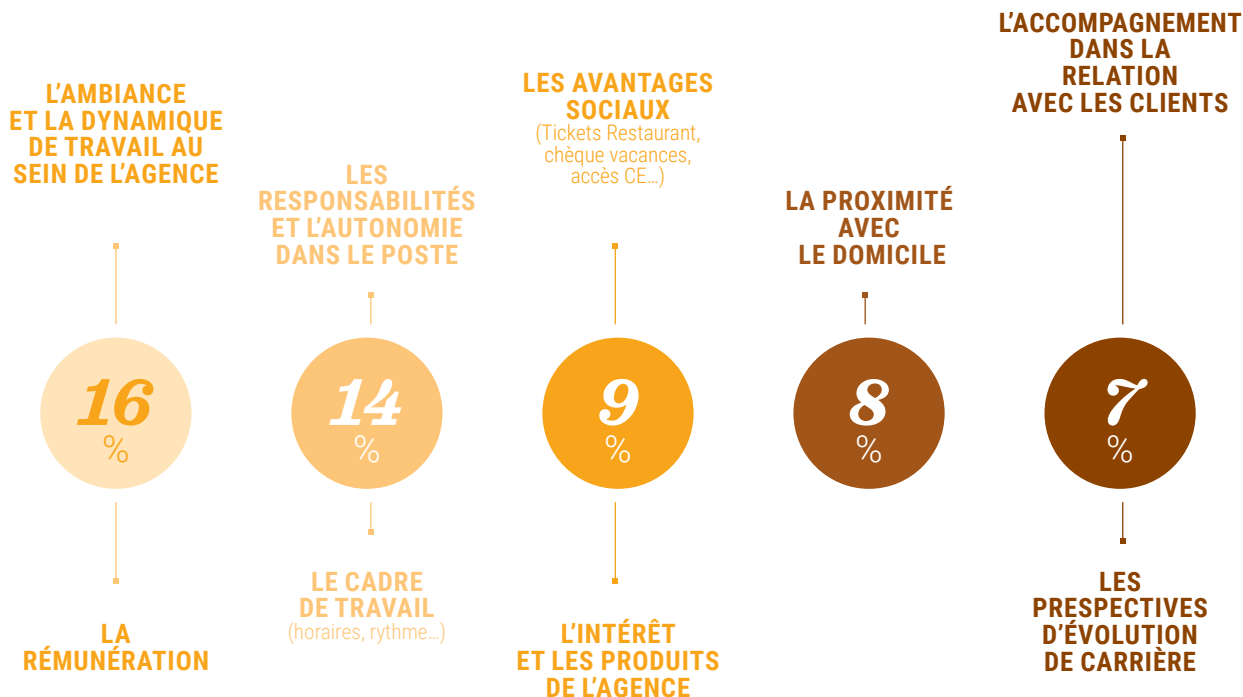 L'AMBIANCE
ET LA DYNAMIQUE
DE TRAVAIL AU
SEIN DE L'AGENCE
16
%
LA
RÉMUNÉRATION
LES
RESPONSABILITÉS
ET L'AUTONOMIE
DANS LE POSTE
14
%
LE CADRE
DE TRAVAIL
(horaires, rythme…)
LES AVANTAGES
SOCIAUX
(Tickets Restaurant,
chèque vacances,
accès CE…)
9
%
L'INTÉRÊT
ET LES PRODUITS
DE L'AGENCE
LA PROXIMITÉ
AVEC
LE DOMICILE
8
%
L'ACCOMPAGNEMENT
DANS LA
RELATION
AVEC LES CLIENTS
7
%
LES
PRESPECTIVES
D'ÉVOLUTION
DE CARRIÈRE